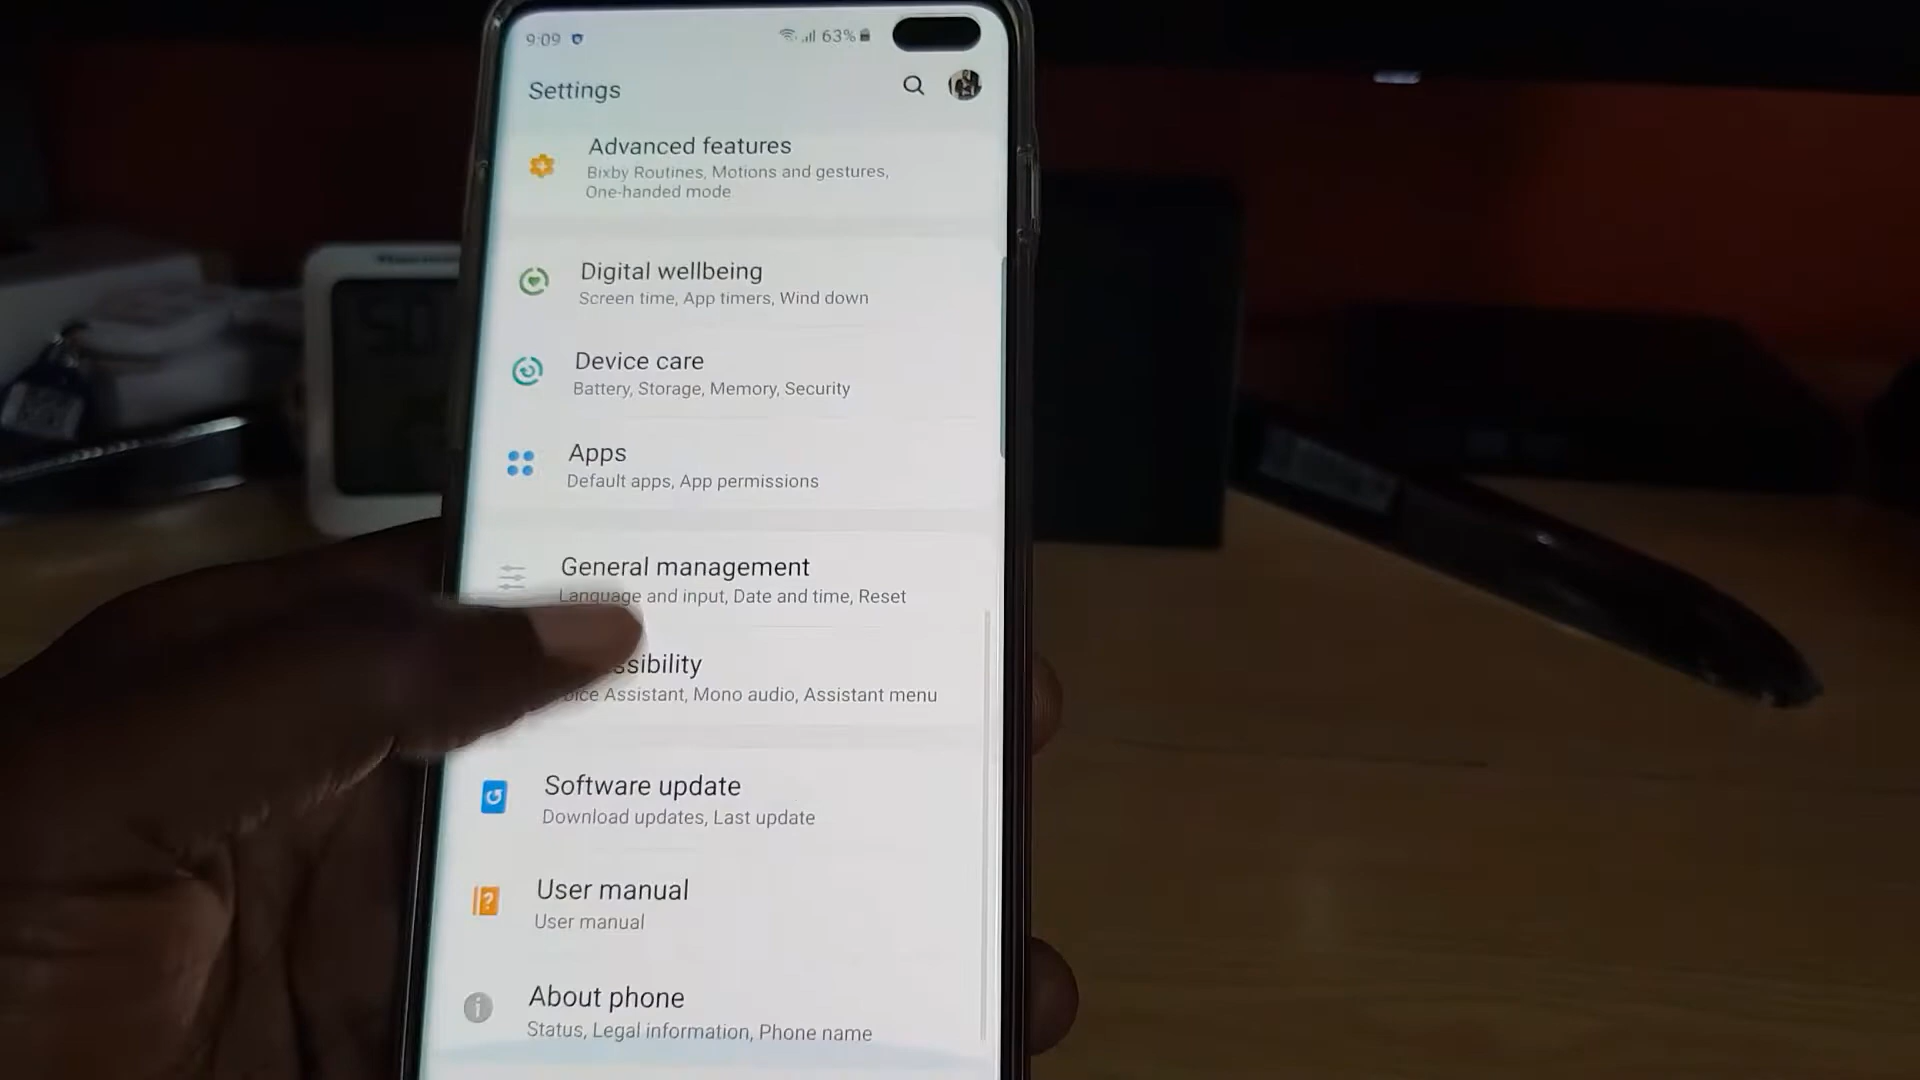 9:09
63%
Settings
Advanced features
Bixby Routines, Motions and gestures,
One-handed mode
Digital wellbeing
Screen time, App timers, Wind down
Device care
Battery, Storage, Memory, Security
Apps
Default apps, App permissions
General management
Language and input, Date and time, Reset
ssibility
oice Assistant, Mono audio, Assistant menu
Software update
Download updates, Last update
User manual
User manual
About phone
Status, Legal information, Phone name